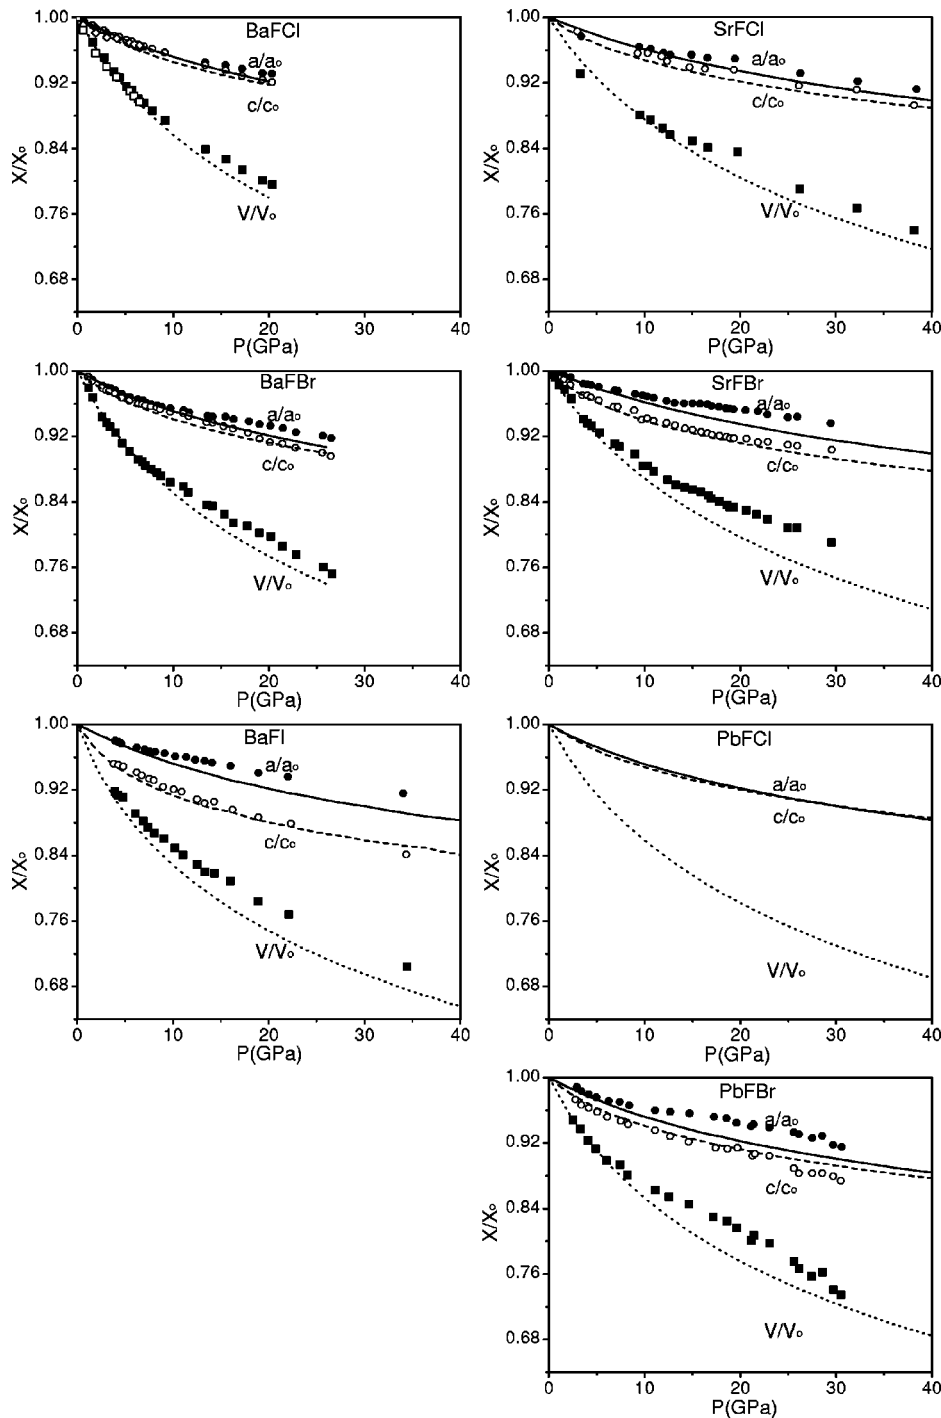 BaFCl
1.00
0.92
0.84
0.76
0.68
X/X₀
a/a₀
c/c₀
V/V₀
0 10 20 30 40
P(GPa)
SrFCl
1.00
0.92
0.84
0.76
0.68
X/X₀
a/a₀
c/c₀
V/V₀
0 10 20 30 40
P(GPa)
BaFBr
1.00
0.92
0.84
0.76
0.68
X/X₀
a/a₀
c/c₀
V/V₀
0 10 20 30 40
P(GPa)
SrFBr
1.00
0.92
0.84
0.76
0.68
X/X₀
a/a₀
c/c₀
V/V₀
0 10 20 30 40
P(GPa)
BaFI
1.00
0.92
0.84
0.76
0.68
X/X₀
a/a₀
c/c₀
V/V₀
0 10 20 30 40
P(GPa)
PbFCl
1.00
0.92
0.84
0.76
0.68
X/X₀
a/a₀
c/c₀
V/V₀
0 10 20 30 40
P(GPa)
PbFBr
1.00
0.92
0.84
0.76
0.68
X/X₀
a/a₀
c/c₀
V/V₀
0 10 20 30 40
P(GPa)